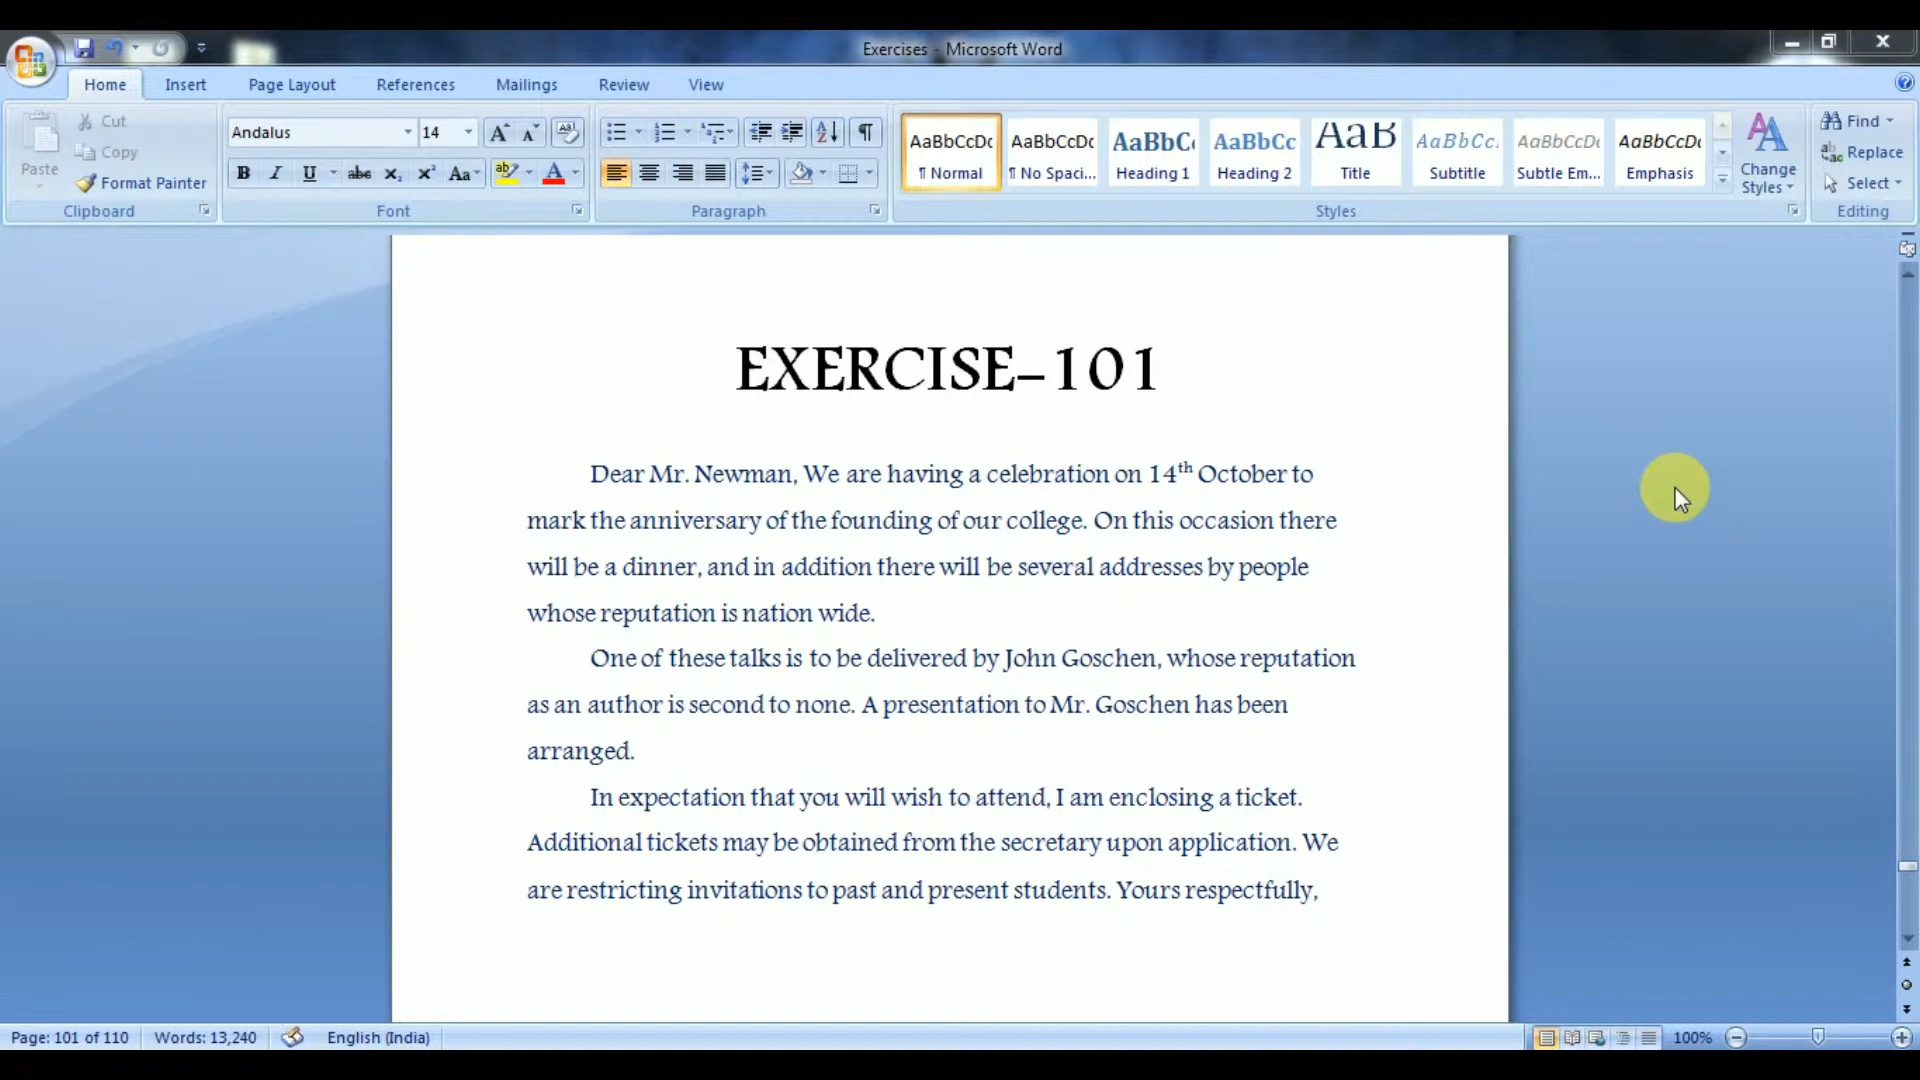 Exercises - Microsoft Word
Home Insert Page Layout References Mailings Review View
Paste
Cut
Copy
Format Painter
Clipboard
Andalus 14
Font
Paragraph
AaBbCcDc AaBbCcDc AaBbC AaBbCc AaB AaBbCc. AaBbCcDc AaBbCcDc
¶ Normal ¶ No Spaci... Heading 1 Heading 2 Title Subtitle Subtle Em... Emphasis
Styles
Change Styles
Find
Replace
Select
Editing
EXERCISE-101
Dear Mr. Newman, We are having a celebration on 14th October to
mark the anniversary of the founding of our college. On this occasion there
will be a dinner, and in addition there will be several addresses by people
whose reputation is nation wide.
One of these talks is to be delivered by John Goschen, whose reputation
as an author is second to none. A presentation to Mr. Goschen has been
arranged.
In expectation that you will wish to attend, I am enclosing a ticket.
Additional tickets may be obtained from the secretary upon application. We
are restricting invitations to past and present students. Yours respectfully,
Page: 101 of 110 Words: 13,240 English (India) 100%